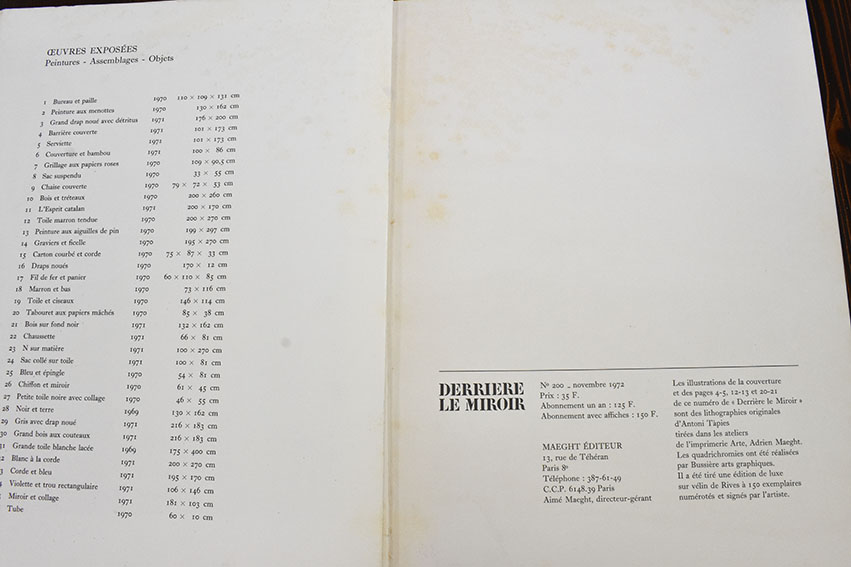 ŒUVRES EXPOSÉES
Peintures - Assemblages - Objets
1 Bureau et paille 1970 110 × 109 × 131 cm
2 Peinture aux menottes 1970 130 × 162 cm
3 Grand drap noué avec détritus 1971 176 × 200 cm
4 Barrière couverte 1971 101 × 173 cm
5 Serviette 1971 101 × 173 cm
6 Couverture et bambou 1971 100 × 86 cm
7 Grillage aux papiers roses 1970 109 × 90,5 cm
8 Sac suspendu 1970 33 × 55 cm
9 Chaise couverte 1970 79 × 72 × 53 cm
10 Bois et tréteaux 1970 200 × 260 cm
11 L'Esprit catalan 1971 200 × 170 cm
12 Toile marron tendue 1970 200 × 270 cm
13 Peinture aux aiguilles de pin 1970 199 × 297 cm
14 Graviers et ficelle 1970 195 × 270 cm
15 Carton courbé et corde 1970 75 × 87 × 33 cm
16 Draps noués 1970 170 × 12 cm
17 Fil de fer et panier 1970 60 × 110 × 85 cm
18 Marron et bas 1970 73 × 116 cm
19 Toile et ciseaux 1970 146 × 114 cm
20 Tabouret aux papiers mâchés 1970 85 × 38 cm
21 Bois sur fond noir 1971 132 × 162 cm
22 Chaussette 1971 66 × 81 cm
23 N sur matière 1971 100 × 270 cm
24 Sac collé sur toile 1971 100 × 81 cm
25 Bleu et épingle 1970 54 × 81 cm
26 Chiffon et miroir 1970 61 × 45 cm
27 Petite toile noire avec collage 1970 46 × 55 cm
28 Noir et terre 1969 130 × 162 cm
29 Gris avec drap noué 1971 216 × 183 cm
30 Grand bois aux couteaux 1971 216 × 183 cm
1 Grande toile blanche lacée 1969 175 × 400 cm
2 Blanc à la corde 1971 200 × 270 cm
3 Corde et bleu 1971 195 × 170 cm
Violette et trou rectangulaire 1971 106 × 146 cm
Miroir et collage 1971 181 × 103 cm
Tube 1970 60 × 10 cm
DERRIERE
LE MIROIR
N° 200 _ novembre 1972
Prix : 35 F.
Abonnement un an : 125 F.
Abonnement avec affiches : 150 F.
MAEGHT ÉDITEUR
13, rue de Téhéran
Paris 8e
Téléphone : 387-61-49
C.C.P. 6148.39 Paris
Aimé Maeght, directeur-gérant
Les illustrations de la couverture
et des pages 4-5, 12-13 et 20-21
de ce numéro de « Derrière le Miroir »
sont des lithographies originales
d'Antoni Tàpies
tirées dans les ateliers
de l'imprimerie Arte, Adrien Maeght.
Les quadrichromies ont été réalisées
par Bussière arts graphiques.
Il a été tiré une édition de luxe
sur vélin de Rives à 150 exemplaires
numérotés et signés par l'artiste.